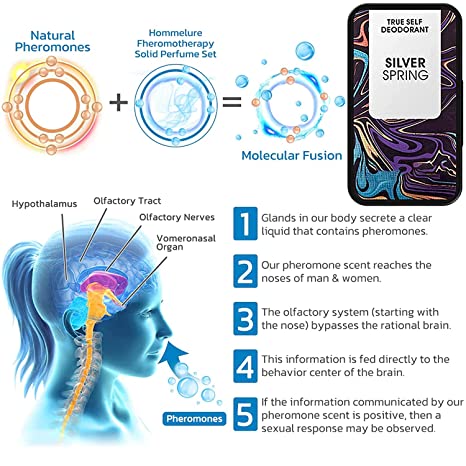 Natural
Pheromones
Hommelure
Fheromotherapy
Solid Perfume Set
Molecular Fusion
TRUE SELF
DEODORANT
SILVER
SPRING
Hypothalamus
Olfactory Tract
Olfactory Nerves
Vomeronasal
Organ
Pheromones
1 Glands in our body secrete a clear
liquid that contains pheromones.
2 Our pheromone scent reaches the
noses of man & women.
3 The olfactory system (starting with
the nose) bypasses the rational brain.
4 This information is fed directly to the
behavior center of the brain.
5 If the information communicated by our
pheromone scent is positive, then a
sexual response may be observed.